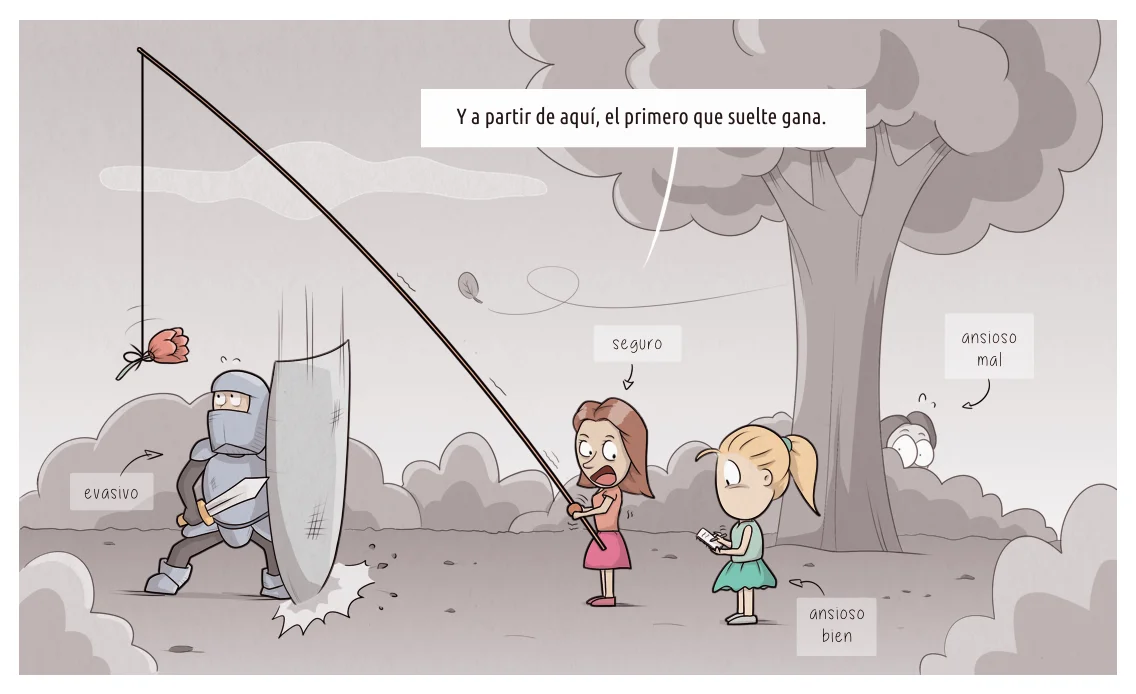 Y a partir de aquí, el primero que suelte gana.
seguro
ansioso
mal
evasivo
ansioso
bien